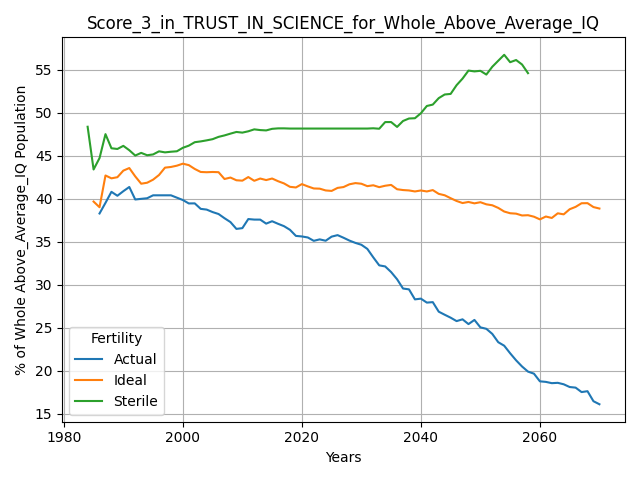 Score_3_in_TRUST_IN_SCIENCE_for_Whole_Above_Average_IQ
% of Whole Above_Average_IQ Population
55
50
45
40
35
30
25
20
15
Fertility
Actual
Ideal
Sterile
1980
2000
2020
2040
2060
Years